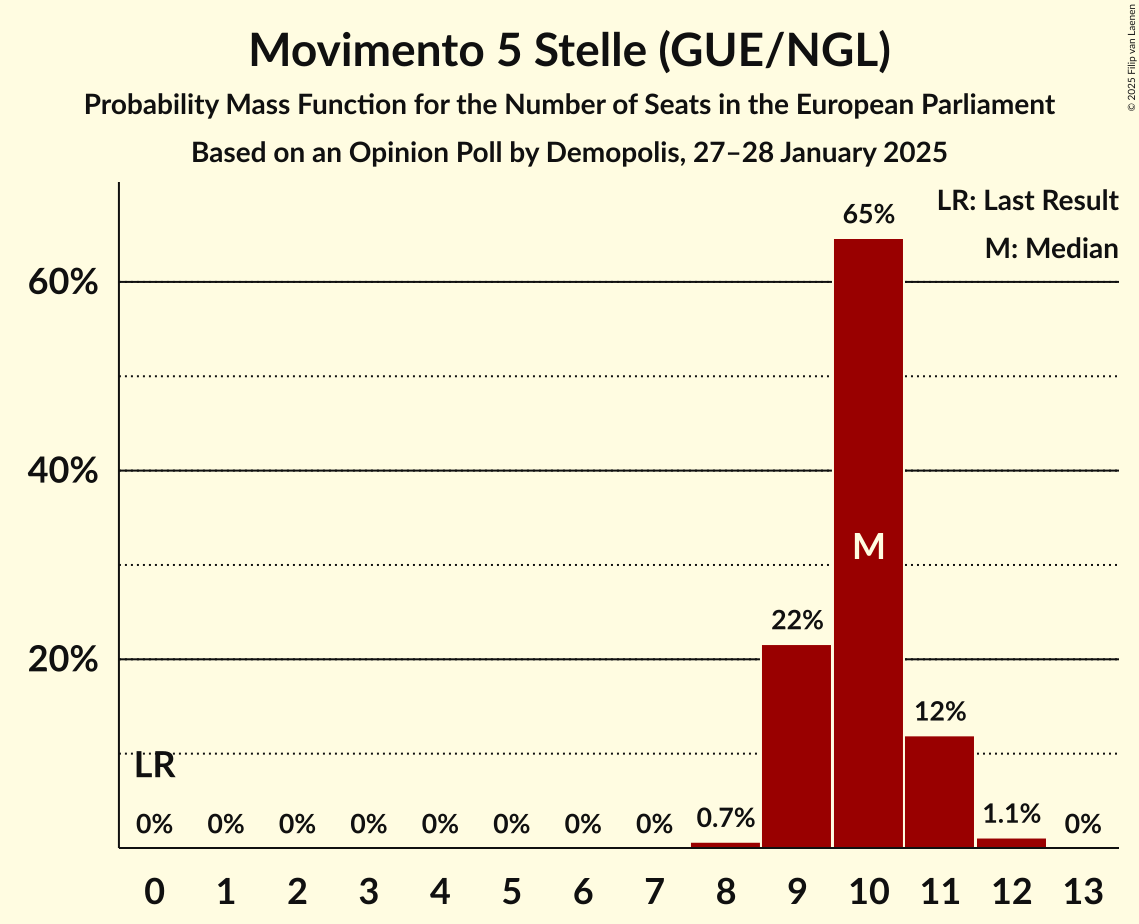 Movimento 5 Stelle (GUE/NGL)
Probability Mass Function for the Number of Seats in the European Parliament
Based on an Opinion Poll by Demopolis, 27–28 January 2025
© 2025 Filip van Laenen
LR: Last Result
M: Median
65%
60%
40%
M
22%
20%
12%
LR
0% 0% 0% 0% 0% 0% 0% 0% 0.7% 1.1% 0%
0 1 2 3 4 5 6 7 8 9 10 11 12 13